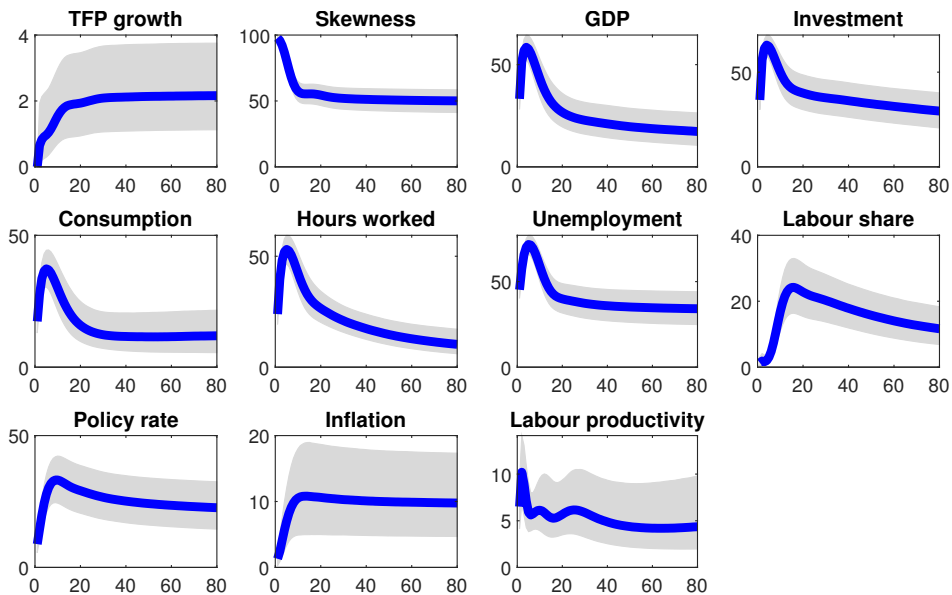 TFP growth
4
2
0
0 20 40 60 80
Skewness
100
50
0
0 20 40 60 80
GDP
50
0
0 20 40 60 80
Investment
50
0
0 20 40 60 80
Consumption
50
0
0 20 40 60 80
Hours worked
50
0
0 20 40 60 80
Unemployment
50
0
0 20 40 60 80
Labour share
40
20
0
0 20 40 60 80
Policy rate
50
0
0 20 40 60 80
Inflation
20
10
0
0 20 40 60 80
Labour productivity
10
5
0
0 20 40 60 80